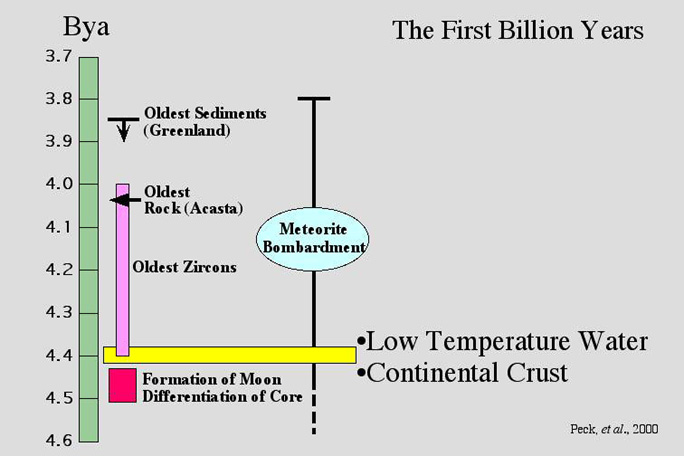 Bya
The First Billion Years
3.7
3.8
3.9
4.0
4.1
4.2
4.3
4.4
4.5
4.6
Oldest Sediments
(Greenland)
Oldest
Rock (Acasta)
Meteorite
Bombardment
Oldest Zircons
•Low Temperature Water
•Continental Crust
Formation of Moon
Differentiation of Core
Peck, et al., 2000